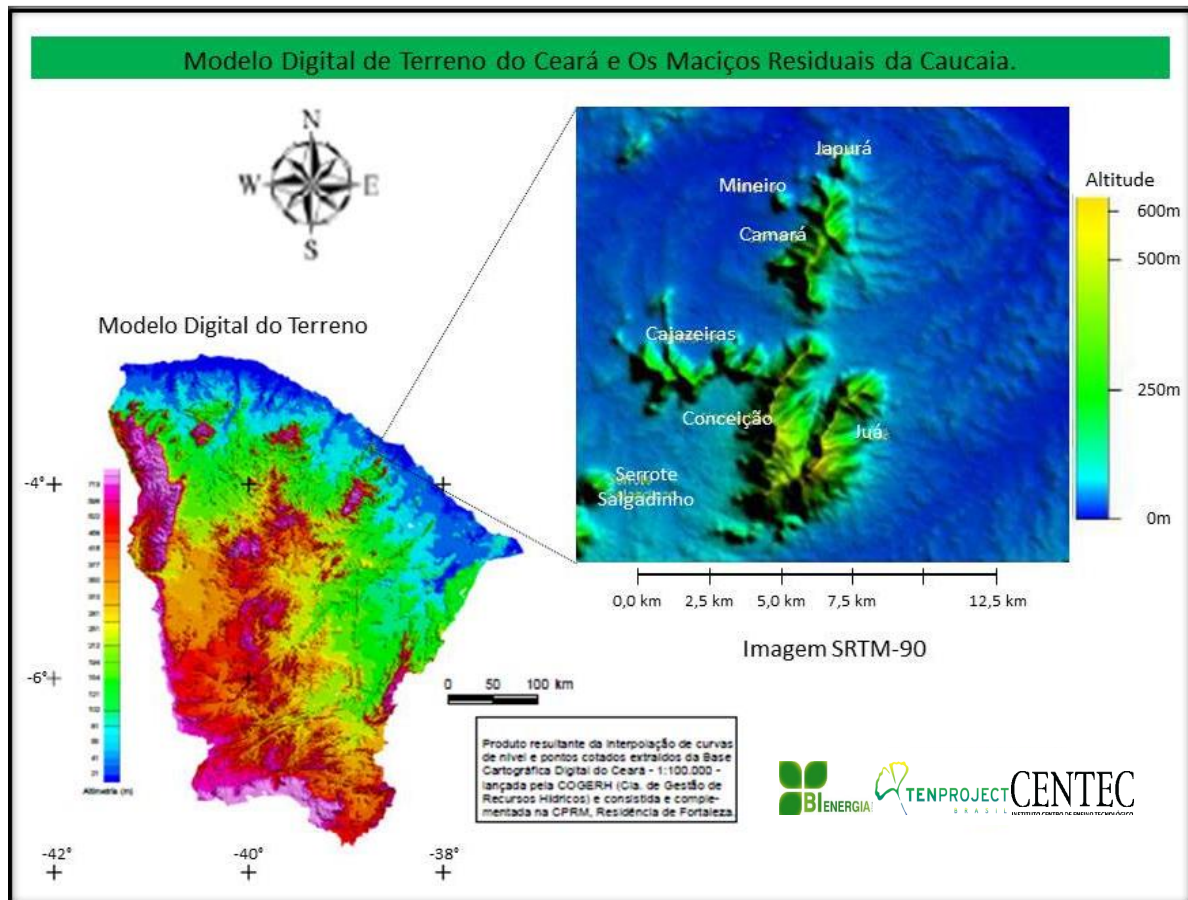 Modelo Digital de Terreno do Ceará e Os Maciços Residuais da Caucaia.
N
W
E
S
Japurá
Mineiro
Camará
Cajazeiras
Conceição
Juá
Serrote
Salgadinho
Altitude
600m
500m
250m
0m
0,0 km 2,5 km 5,0 km 7,5 km 12,5 km
Imagem SRTM-90
Modelo Digital do Terreno
-4°
-6°
Altimetria (m)
0 50 100 km
Produto resultante da interpolação de curvas
de nível e pontos cotados extraídos da Base
Cartográfica Digital do Ceará - 1:100.000 -
lançada pela COGERH (Cia. de Gestão de
Recursos Hídricos) e consistida e comple-
mentada na CPRM, Residência de Fortaleza.
-42° -40° -38°
BI ENERGIA
TENPROJECT
BRASIL
CENTEC
INSTITUTO CENTRO DE ENSINO TECNOLÓGICO